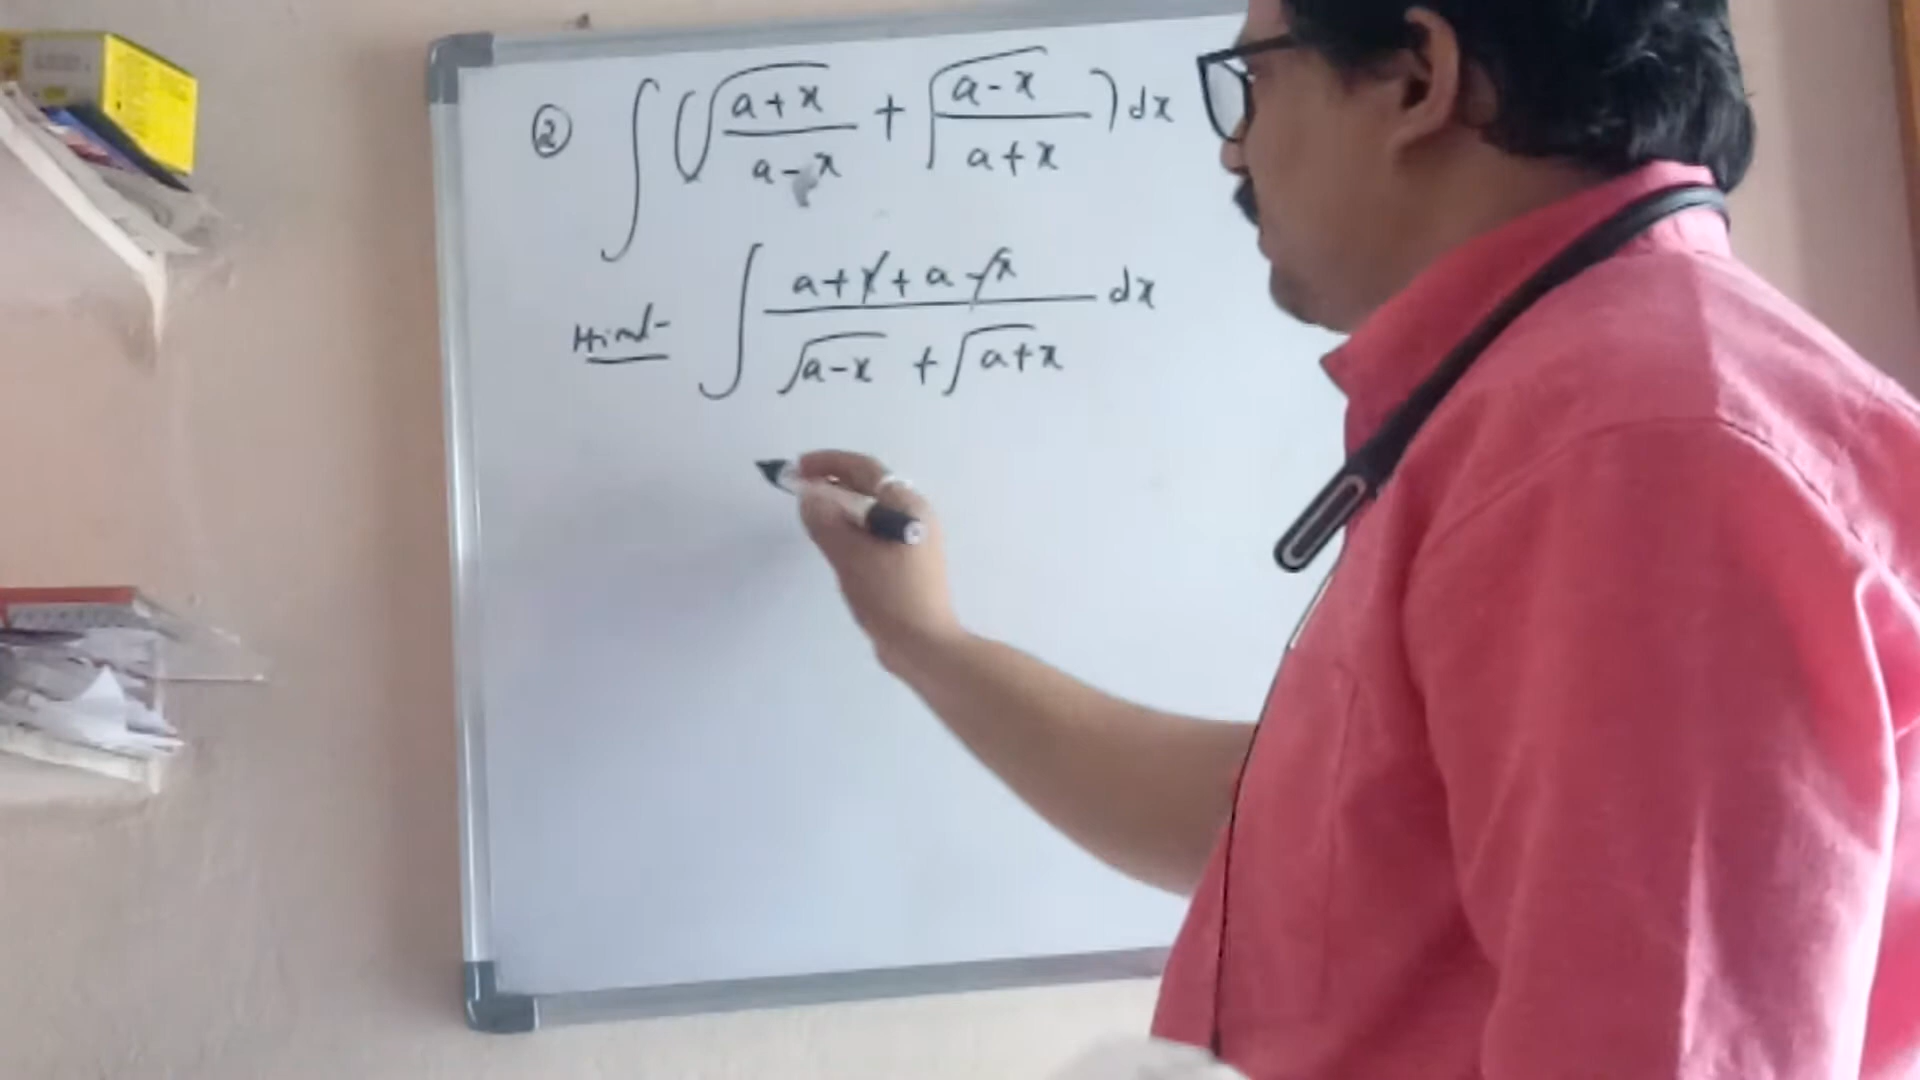 ② ∫(√(a+x)/(a-x) + √(a-x)/(a+x)) dx
Hint- ∫ (a+x+a-x)/(√(a-x) + √(a+x)) dx